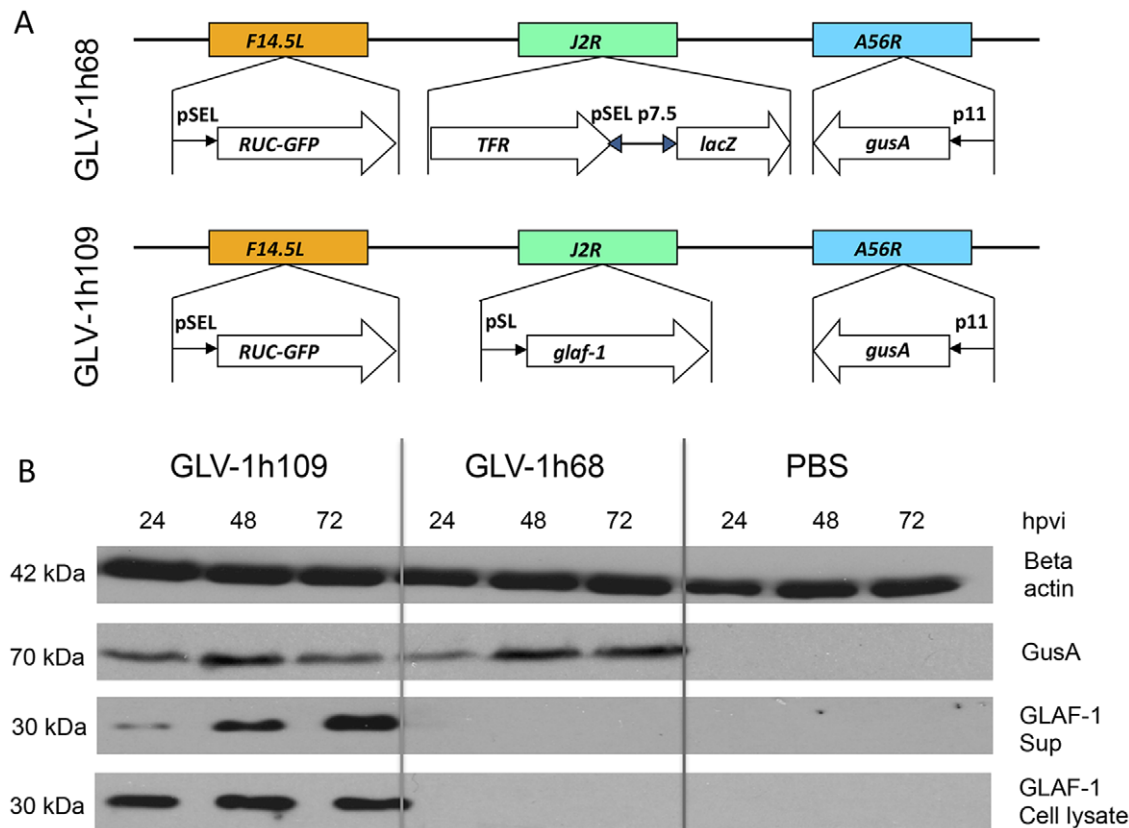 A
GLV-1h68
F14.5L J2R A56R
pSEL pSEL p7.5 p11
RUC-GFP TFR lacZ gusA
GLV-1h109
F14.5L J2R A56R
pSEL pSL p11
RUC-GFP glaf-1 gusA
B GLV-1h109 GLV-1h68 PBS
24 48 72 24 48 72 24 48 72 hpvi
42 kDa Beta
actin
70 kDa GusA
30 kDa GLAF-1
Sup
30 kDa GLAF-1
Cell lysate